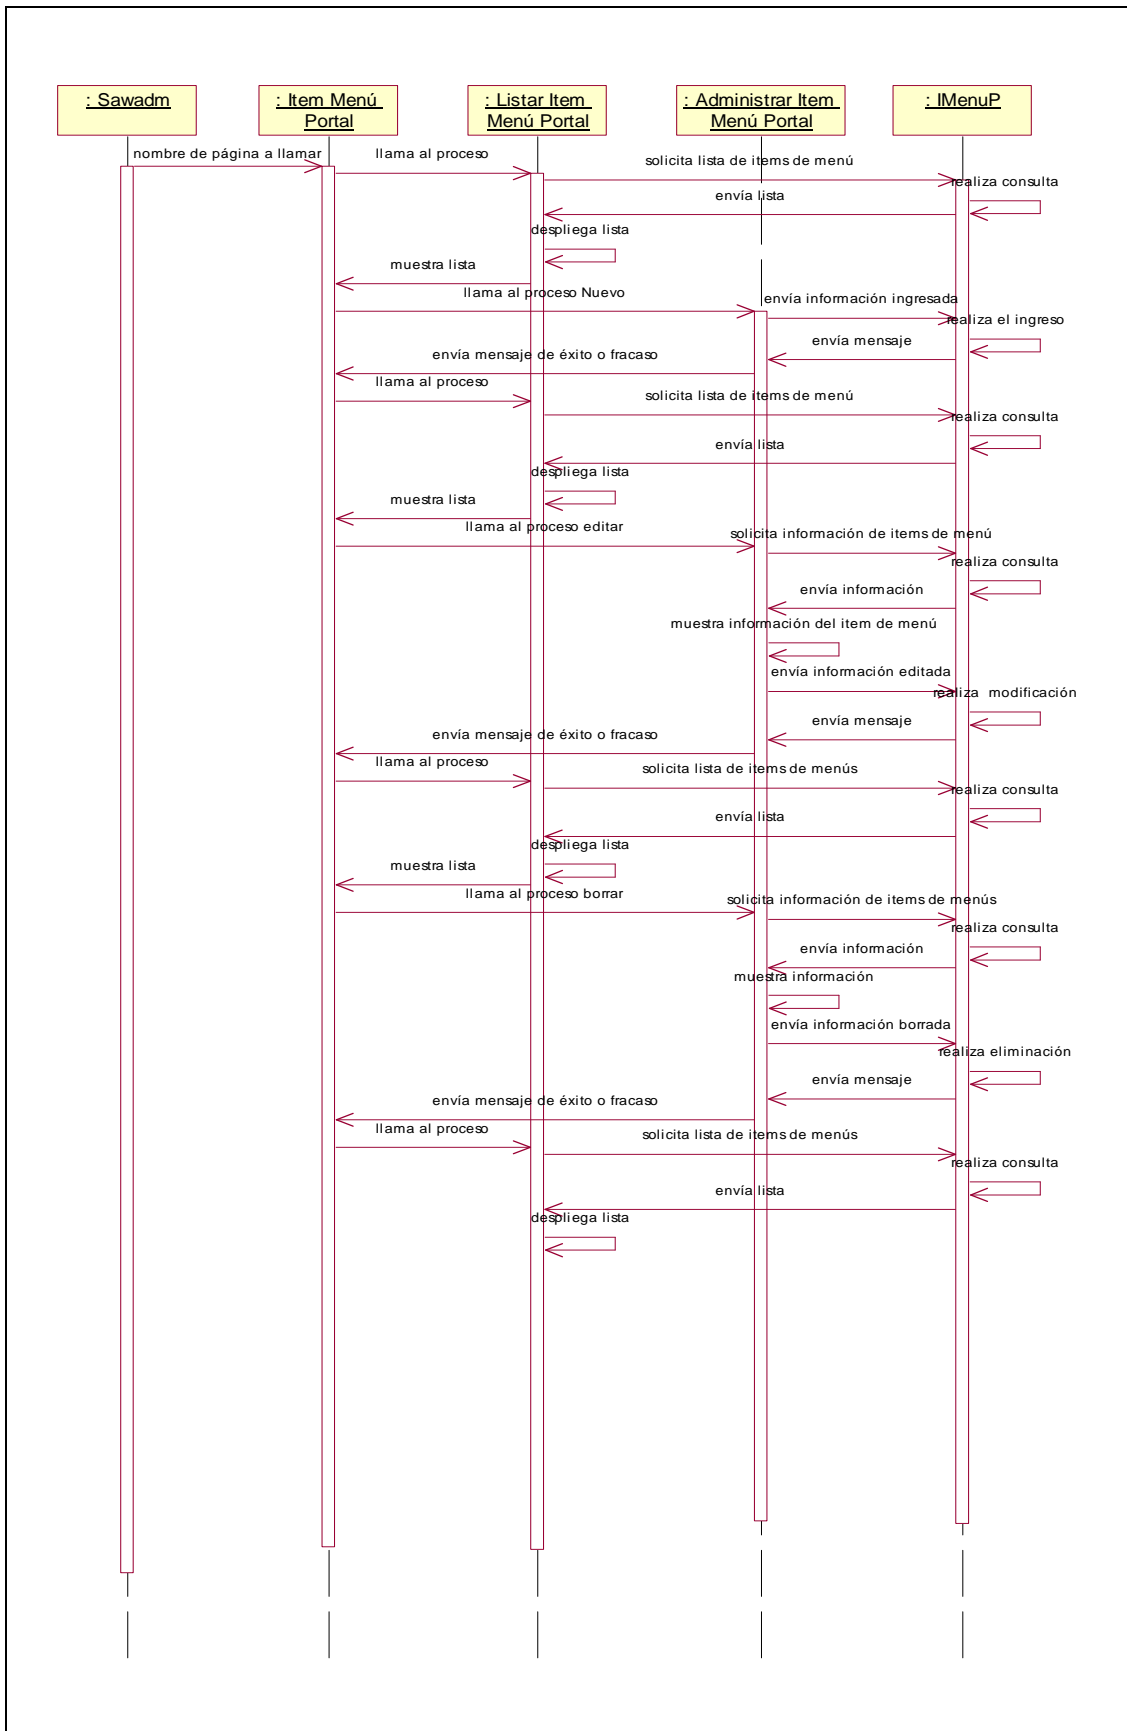 : Sawadm
: Item Menú
Portal
: Listar Item
Menú Portal
: Administrar Item
Menú Portal
: IMenuP
nombre de página a llamar
llama al proceso
solicita lista de items de menú
realiza consulta
envía lista
despliega lista
muestra lista
llama al proceso Nuevo
envía información ingresada
realiza el ingreso
envía mensaje
envía mensaje de éxito o fracaso
llama al proceso
solicita lista de items de menú
realiza consulta
envía lista
despliega lista
muestra lista
llama al proceso editar
solicita información de items de menú
realiza consulta
envía información
muestra información del item de menú
envía información editada
realiza modificación
envía mensaje
envía mensaje de éxito o fracaso
llama al proceso
solicita lista de items de menús
realiza consulta
envía lista
despliega lista
muestra lista
llama al proceso borrar
solicita información de items de menús
realiza consulta
envía información
muestra información
envía información borrada
realiza eliminación
envía mensaje
envía mensaje de éxito o fracaso
llama al proceso
solicita lista de items de menús
realiza consulta
envía lista
despliega lista